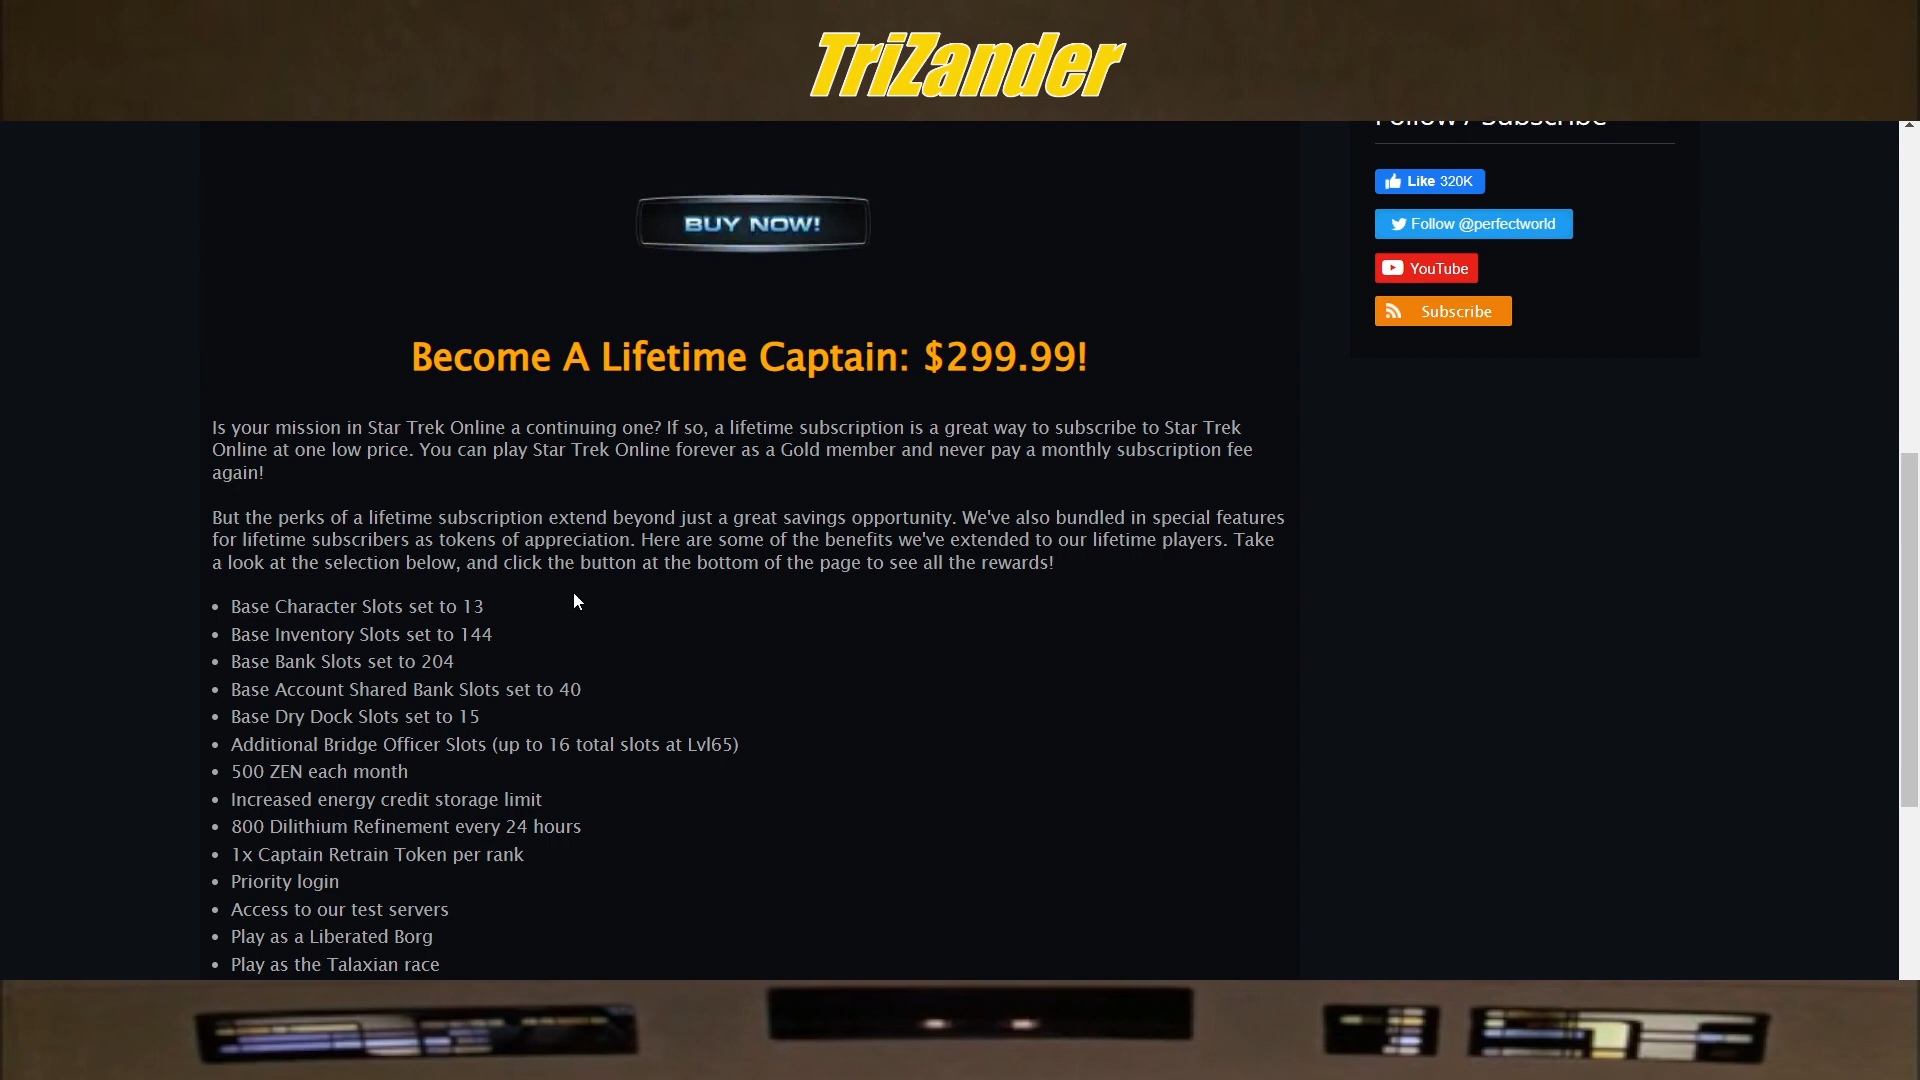 TriZander
Follow / Subscribe
Like 320K
BUY NOW!
Follow @perfectworld
YouTube
Subscribe
Become A Lifetime Captain: $299.99!
Is your mission in Star Trek Online a continuing one? If so, a lifetime subscription is a great way to subscribe to Star Trek
Online at one low price. You can play Star Trek Online forever as a Gold member and never pay a monthly subscription fee
again!
But the perks of a lifetime subscription extend beyond just a great savings opportunity. We've also bundled in special features
for lifetime subscribers as tokens of appreciation. Here are some of the benefits we've extended to our lifetime players. Take
a look at the selection below, and click the button at the bottom of the page to see all the rewards!
• Base Character Slots set to 13
• Base Inventory Slots set to 144
• Base Bank Slots set to 204
• Base Account Shared Bank Slots set to 40
• Base Dry Dock Slots set to 15
• Additional Bridge Officer Slots (up to 16 total slots at Lvl65)
• 500 ZEN each month
• Increased energy credit storage limit
• 800 Dilithium Refinement every 24 hours
• 1x Captain Retrain Token per rank
• Priority login
• Access to our test servers
• Play as a Liberated Borg
• Play as the Talaxian race